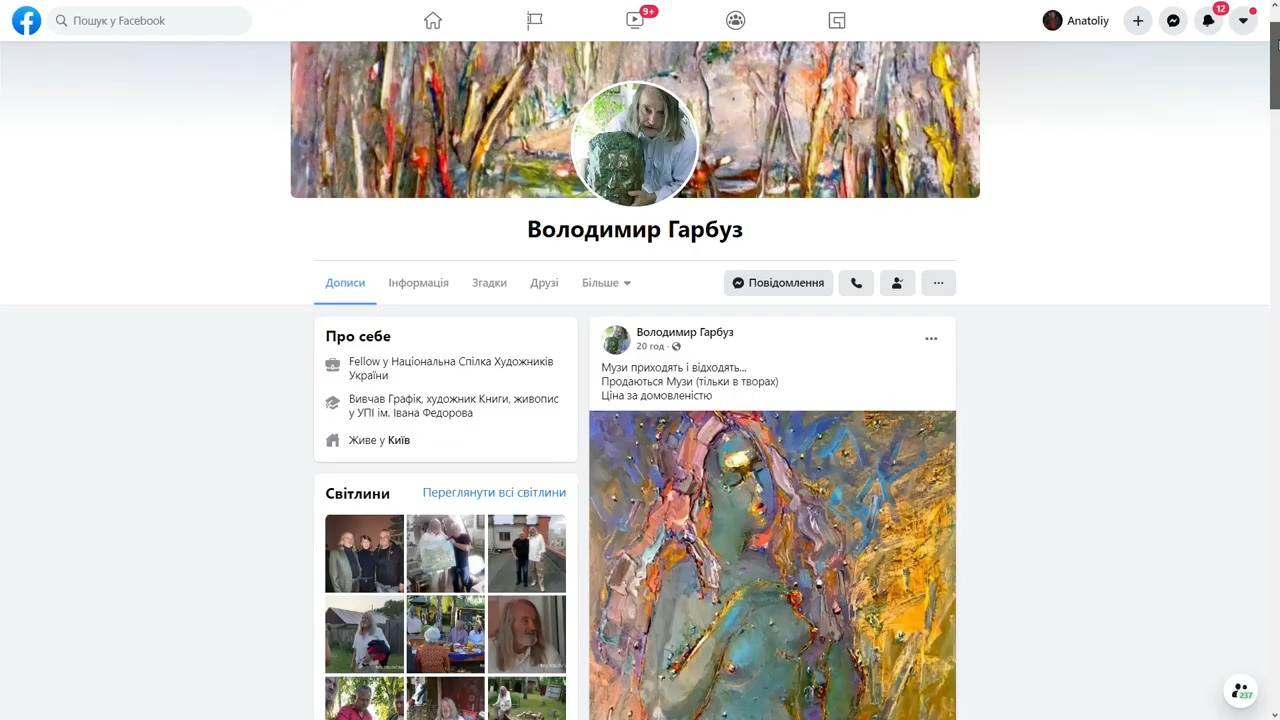 Пошук у Facebook
9+
Anatoliy
12
Володимир Гарбуз
Дописи
Інформація
Згадки
Друзі
Більше
Повідомлення
Про себе
Fellow у Національна Спілка Художників
України
Вивчав Графік, художник Книги, живопис
у УПІ ім. Івана Федорова
Живе у Київ
Світлини
Переглянути всі світлини
Володимир Гарбуз
20 год ·
Музи приходять і відходять...
Продаються Музи (тільки в творах)
Ціна за домовленістю
237